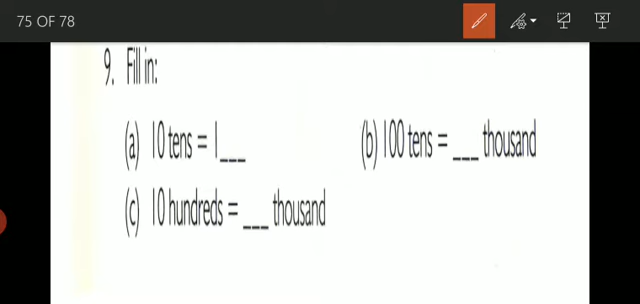 75 OF 78
9. Fill in:
(a) 10 tens = 1___ (b) 100 tens = ___ thousand
(c) 10 hundreds = ___ thousand